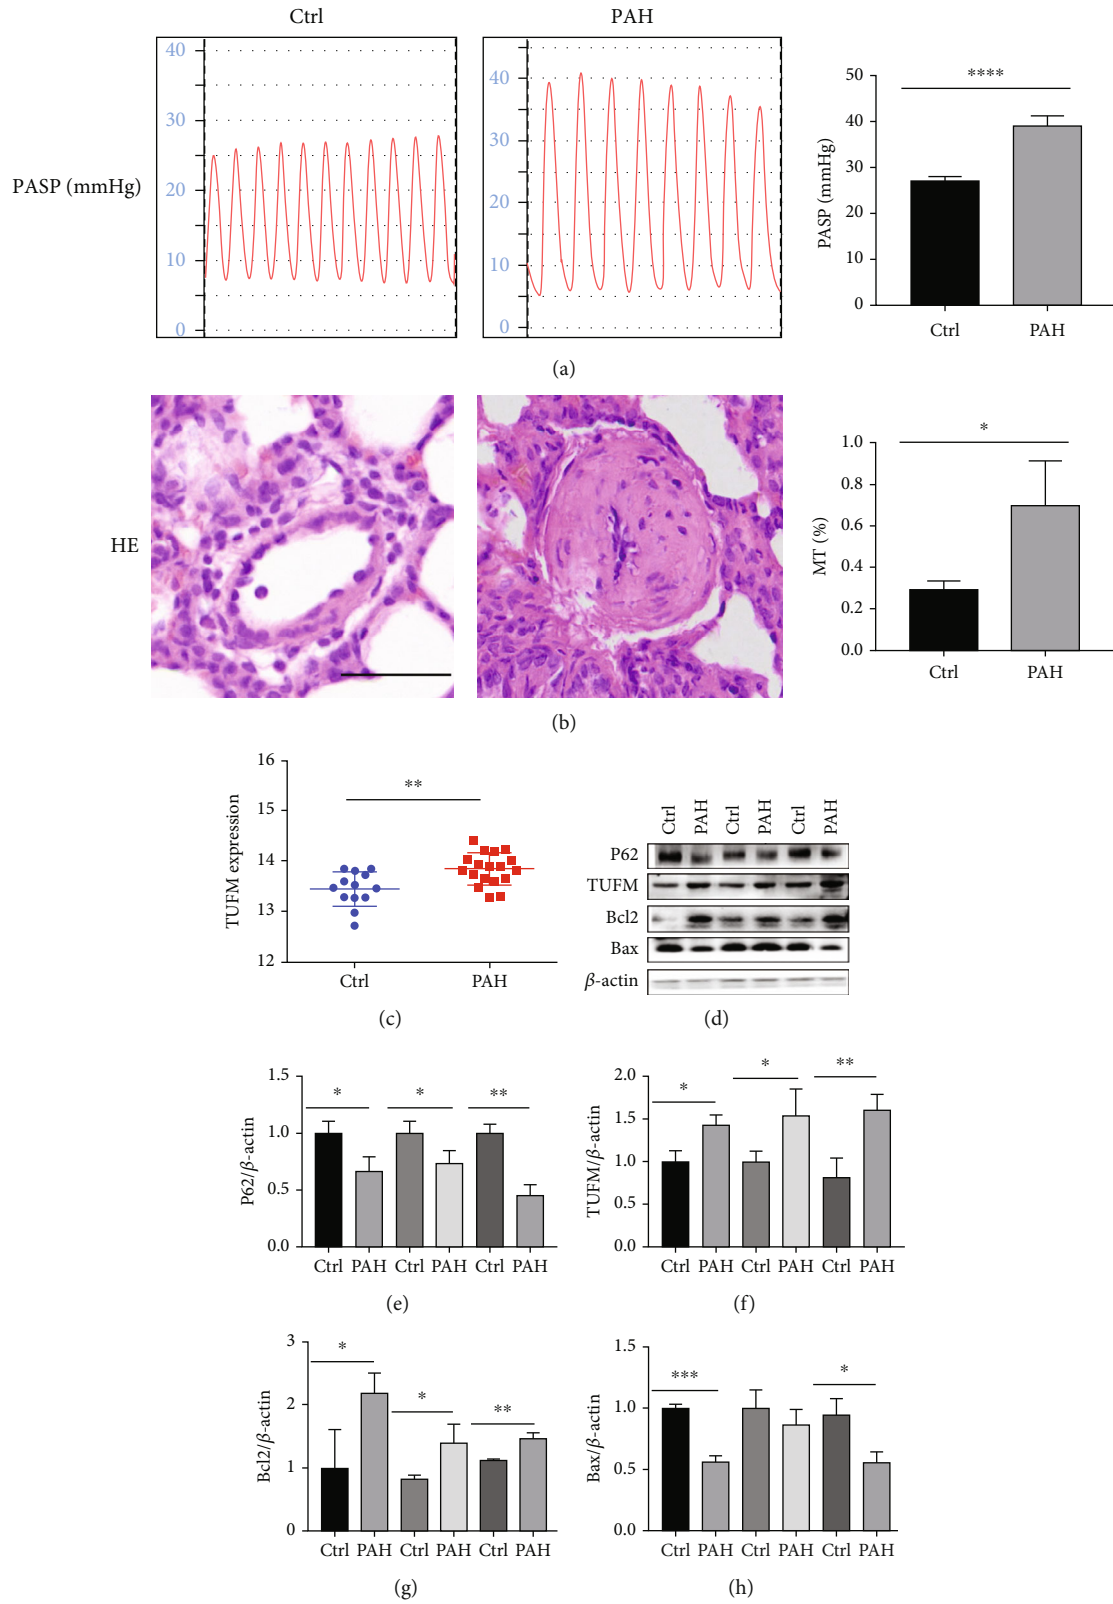 Ctrl
PAH
PASP (mmHg)
40
30
20
10
0
40
30
20
10
0
****
PASP (mmHg)
50
40
30
20
10
0
Ctrl
PAH
(a)
HE
*
MT (%)
1.0
0.8
0.6
0.4
0.2
0.0
Ctrl
PAH
(b)
TUFM expression
16
15
14
13
12
**
Ctrl
PAH
(c)
Ctrl
PAH
Ctrl
PAH
Ctrl
PAH
P62
TUFM
Bcl2
Bax
β-actin
(d)
P62/β-actin
1.5
1.0
0.5
0.0
*
*
**
Ctrl PAH Ctrl PAH Ctrl PAH
(e)
TUFM/β-actin
2.0
1.5
1.0
0.5
0.0
*
*
**
Ctrl PAH Ctrl PAH Ctrl PAH
(f)
Bcl2/β-actin
3
2
1
0
*
*
**
Ctrl PAH Ctrl PAH Ctrl PAH
(g)
Bax/β-actin
1.5
1.0
0.5
0.0
***
*
Ctrl PAH Ctrl PAH Ctrl PAH
(h)